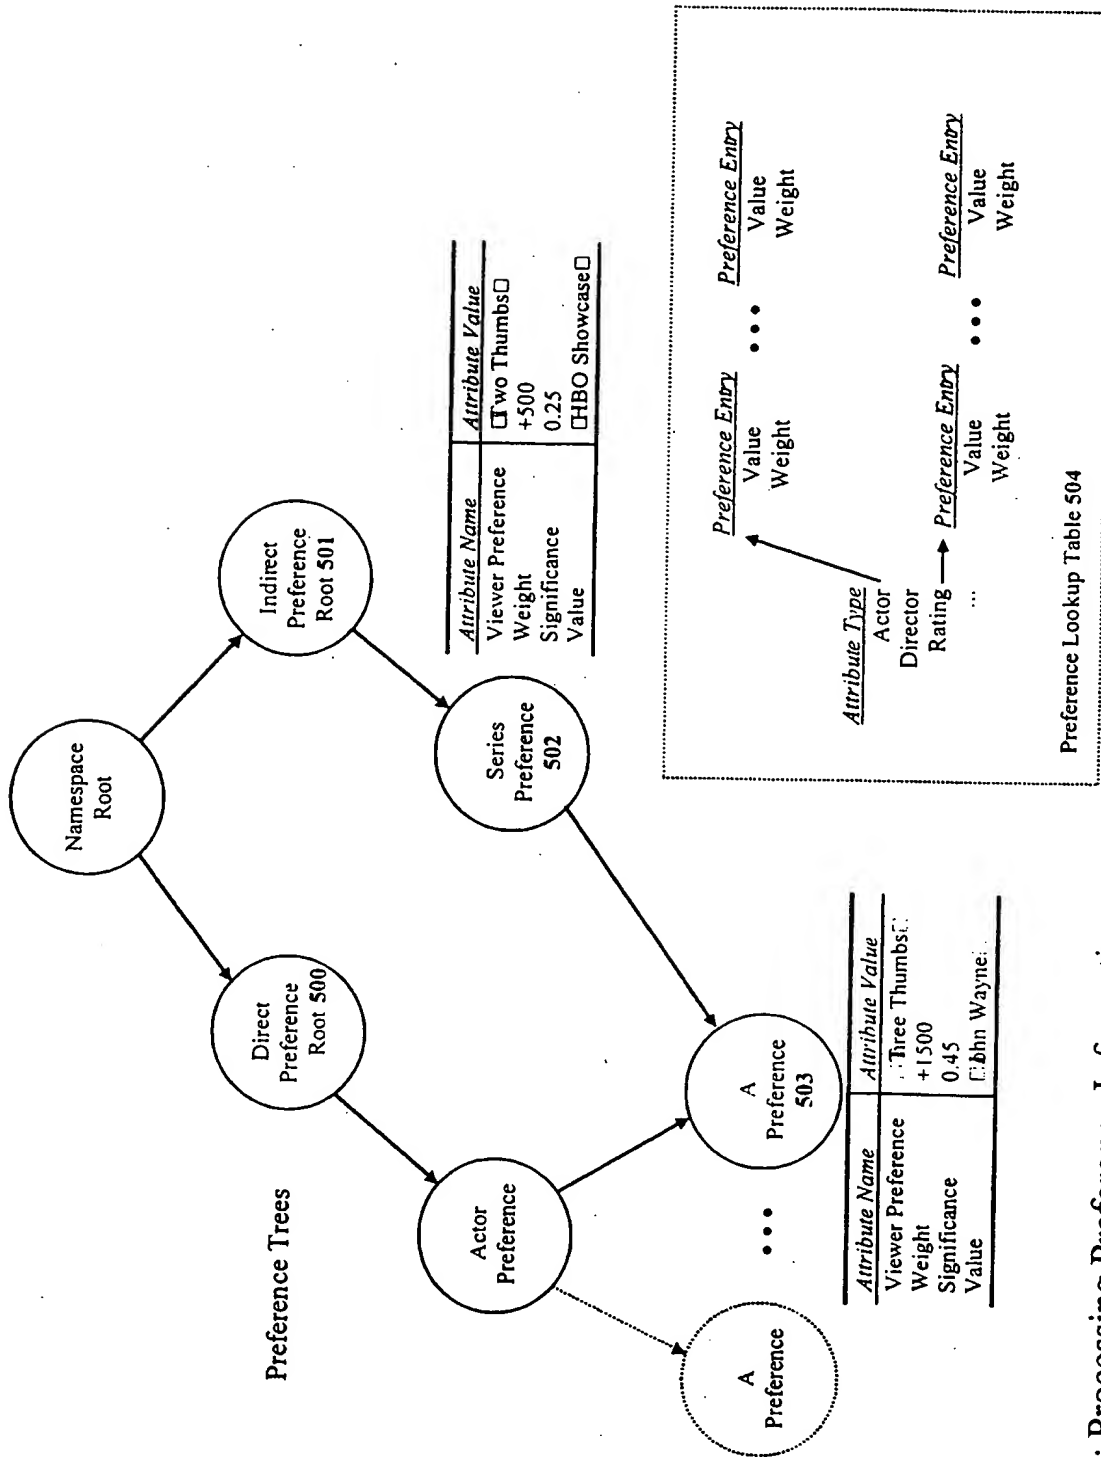 Preference Trees
Namespace
Root
Direct
Preference
Root 500
Indirect
Preference
Root 501
Actor
Preference
Series
Preference
502
Attribute Name Attribute Value
Viewer Preference □Two Thumbs□
Weight +500
Significance 0.25
Value □HBO Showcase□
A
Preference
• • •
A
Preference
503
Attribute Name Attribute Value
Viewer Preference Three Thumbs
Weight +1500
Significance 0.45
Value □John Wayne
Attribute Type
Actor
Director
Rating
...
Preference Entry
Value
Weight
• • •
Preference Entry
Value
Weight
Preference Entry
Value
Weight
• • •
Preference Entry
Value
Weight
Preference Lookup Table 504
: Processing Preference